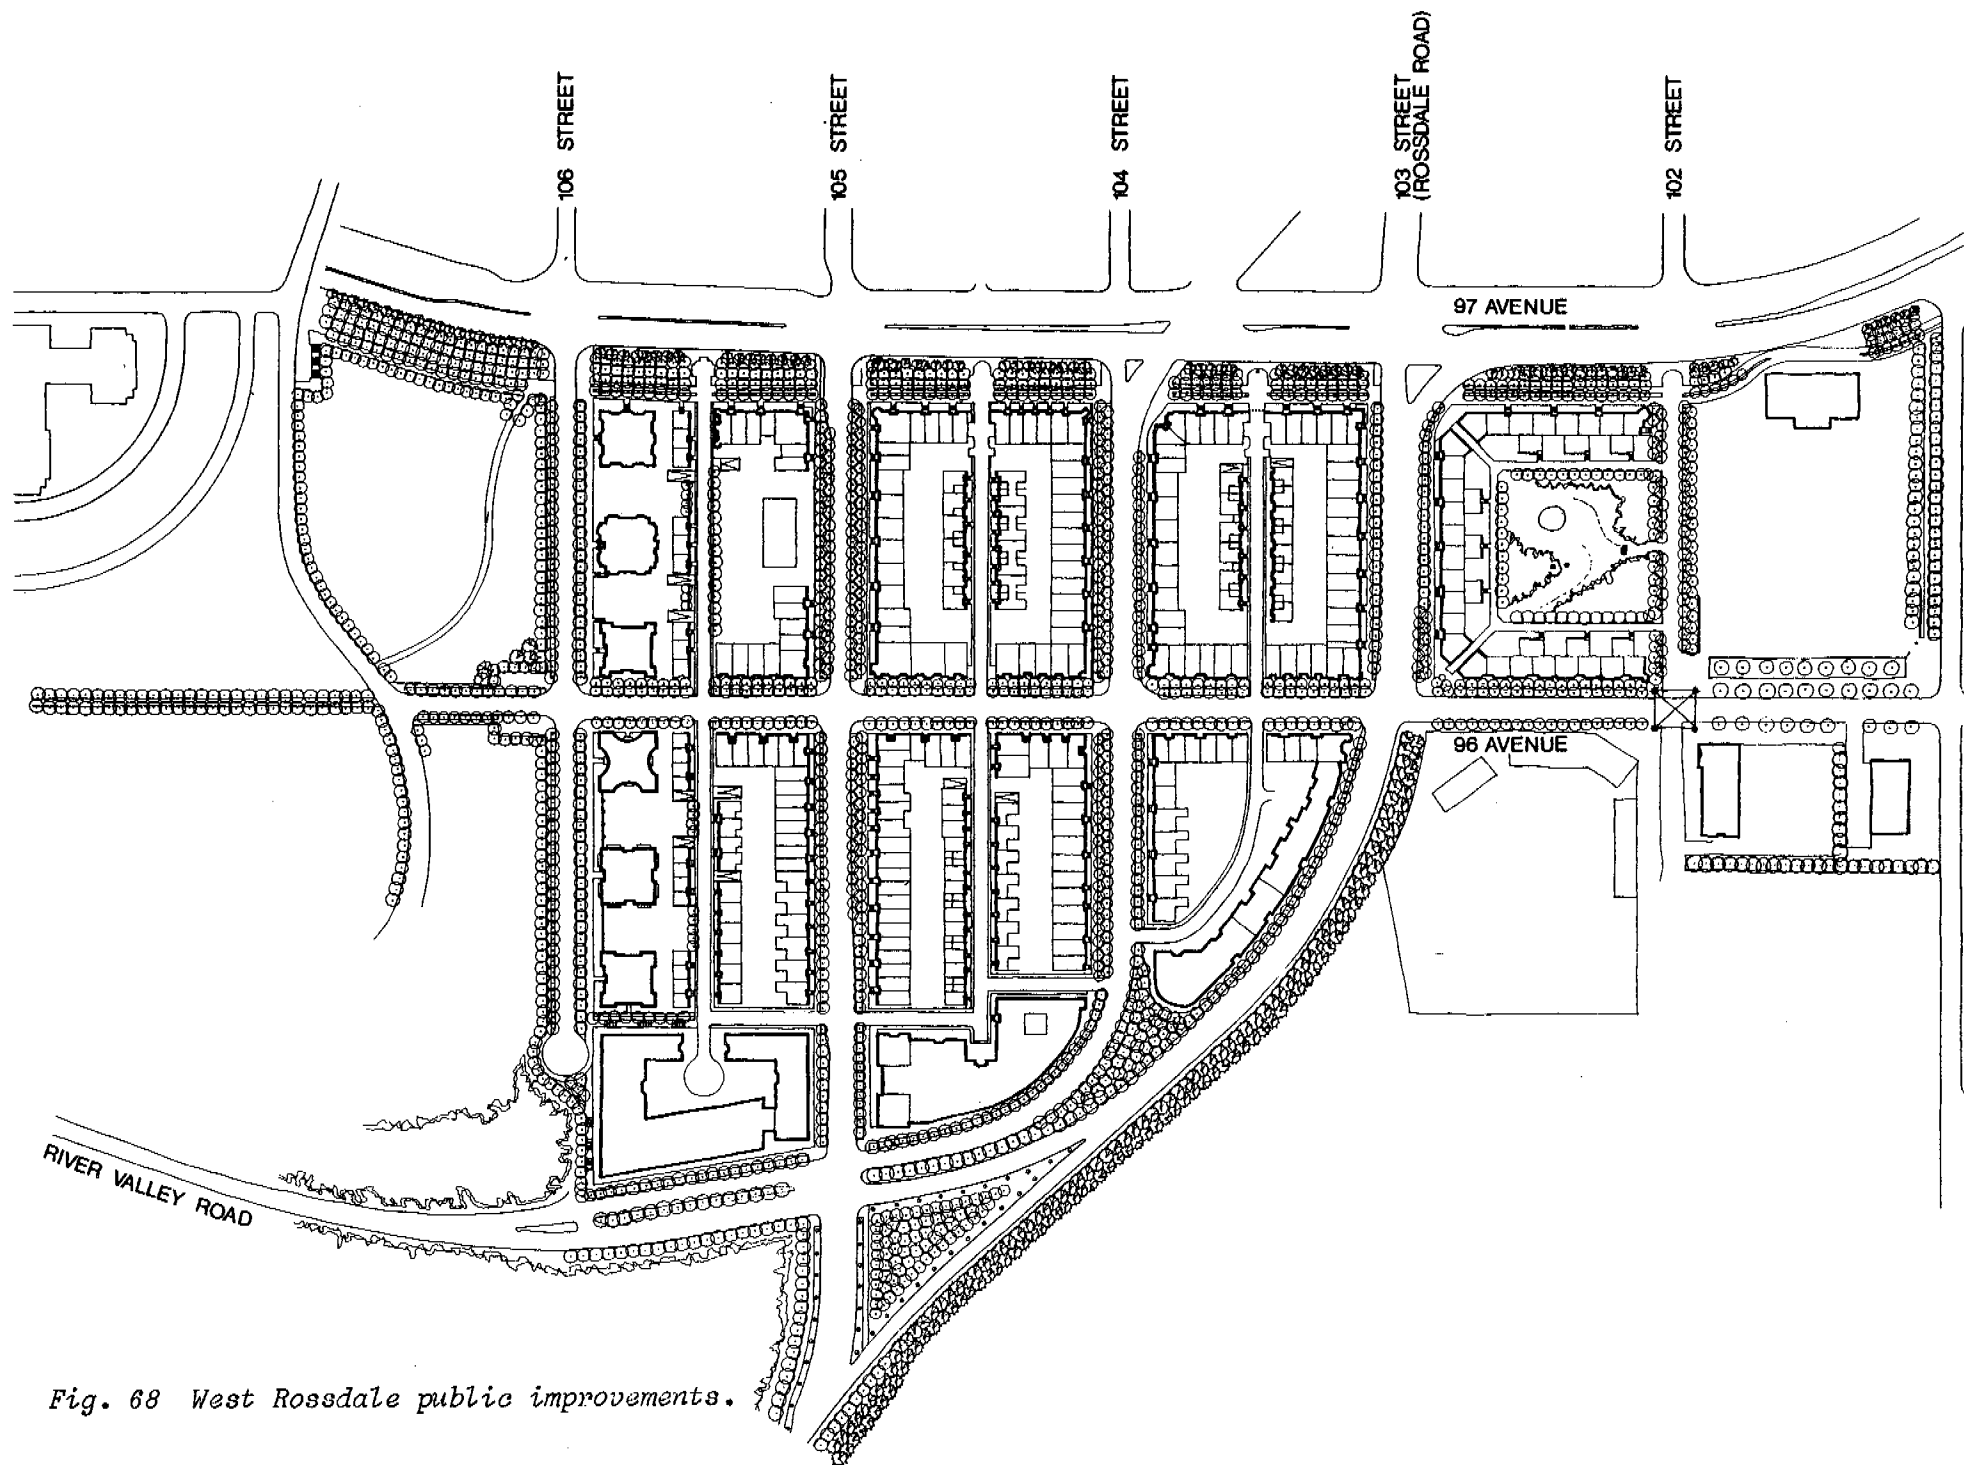 106 STREET
105 STREET
104 STREET
103 STREET
(ROSSDALE ROAD)
102 STREET
97 AVENUE
96 AVENUE
RIVER VALLEY ROAD
Fig. 68 West Rossdale public improvements.